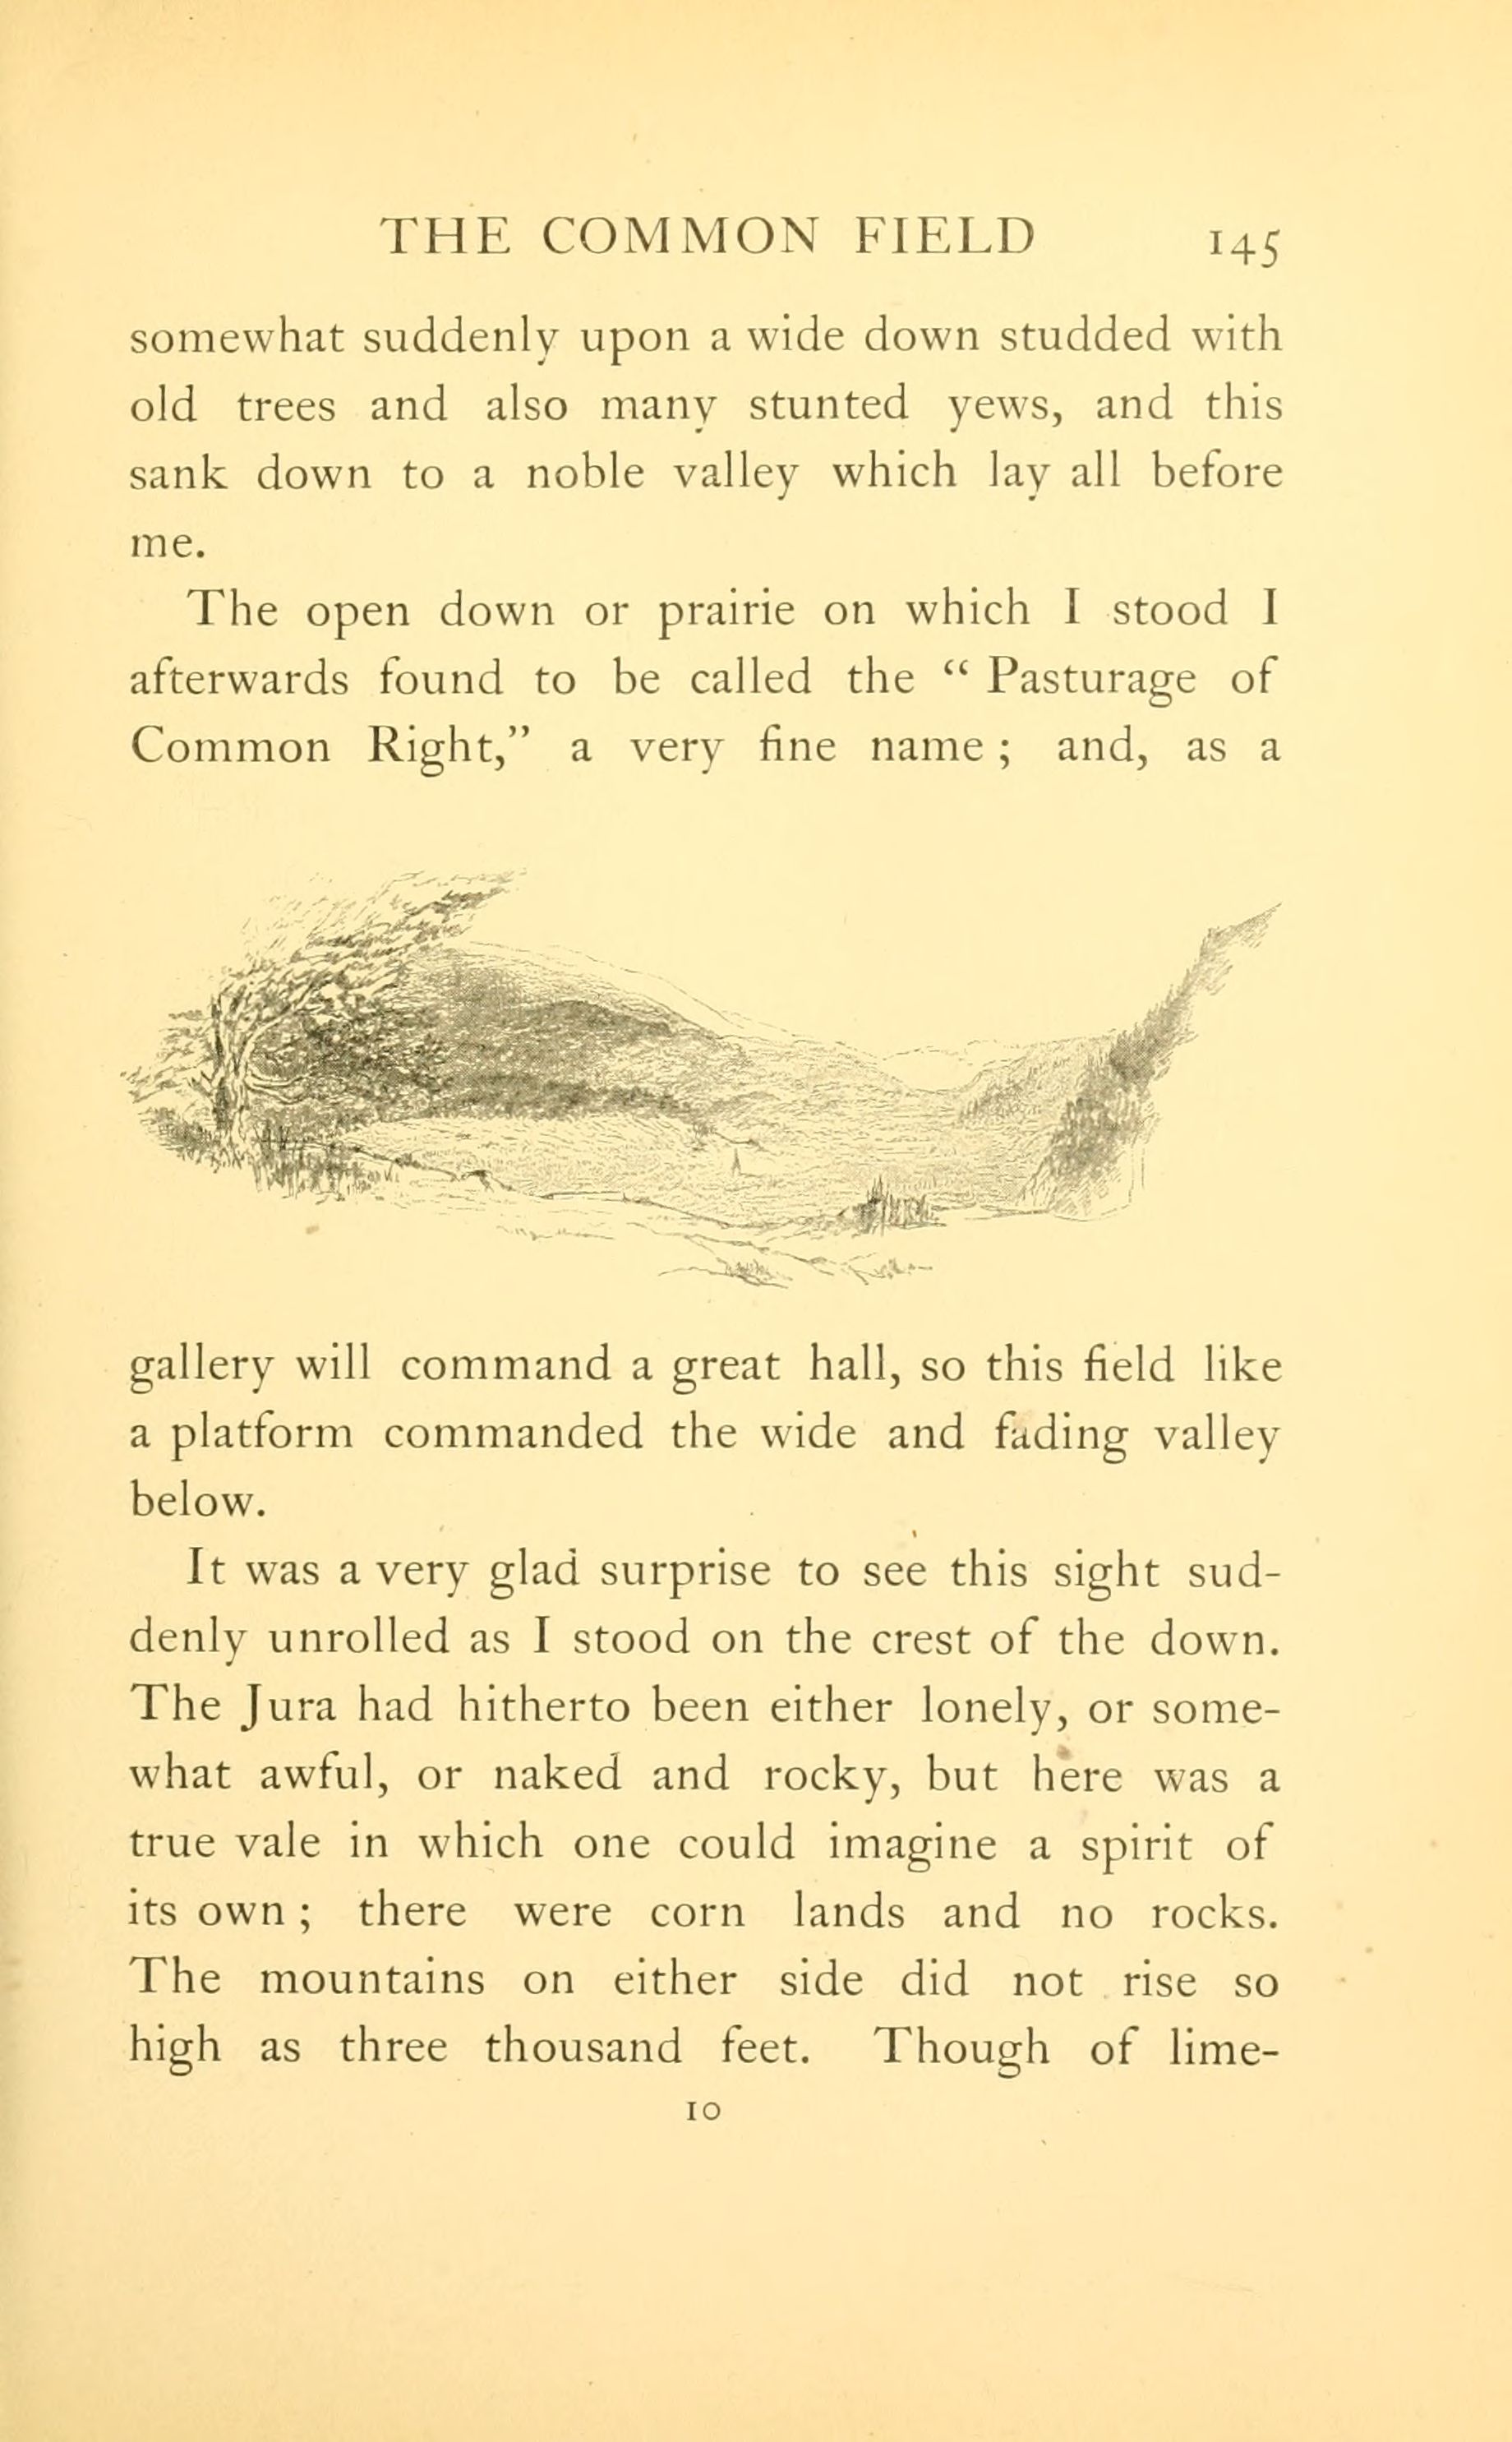 THE COMMON FIELD 145
somewhat suddenly upon a wide down studded with
old trees and also many stunted yews, and this
sank down to a noble valley which lay all before
me.
The open down or prairie on which I stood I
afterwards found to be called the “ Pasturage of
Common Right,” a very fine name ; and, as a
gallery will command a great hall, so this field like
a platform commanded the wide and fading valley
below.
It was a very glad surprise to see this sight sud-
denly unrolled as I stood on the crest of the down.
The Jura had hitherto been either lonely, or some-
what awful, or naked and rocky, but here was a
true vale in which one could imagine a spirit of
its own ; there were corn lands and no rocks.
The mountains on either side did not rise so
high as three thousand feet. Though of lime-
10